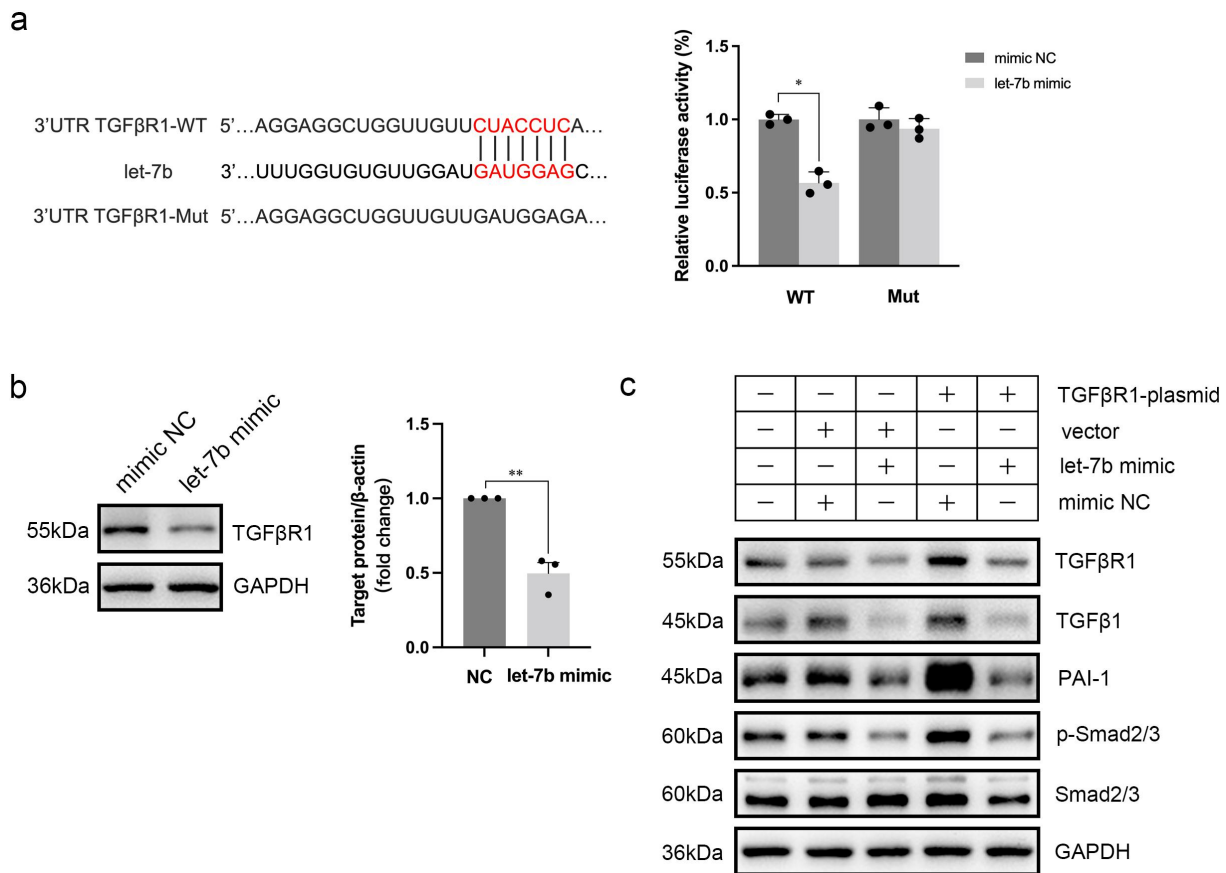 a
3'UTR TGFβR1-WT 5'…AGGAGGCUGGUUGUUCUACCUCA…
let-7b 3'…UUUGGUGUGUUGGAUGAUGGAGC…
3'UTR TGFβR1-Mut 5'…AGGAGGCUGGUUGUUGAUGGAGA…
Relative luciferase activity (%)
1.5
1.0
0.5
0.0
*
WT Mut
mimic NC
let-7b mimic
b
mimic NC let-7b mimic
55kDa TGFβR1
36kDa GAPDH
Target protein/β-actin
(fold change)
1.5
1.0
0.5
0.0
**
NC let-7b mimic
c
− − − + + TGFβR1-plasmid
− + + − − vector
− − + − + let-7b mimic
− + − + − mimic NC
55kDa TGFβR1
45kDa TGFβ1
45kDa PAI-1
60kDa p-Smad2/3
60kDa Smad2/3
36kDa GAPDH